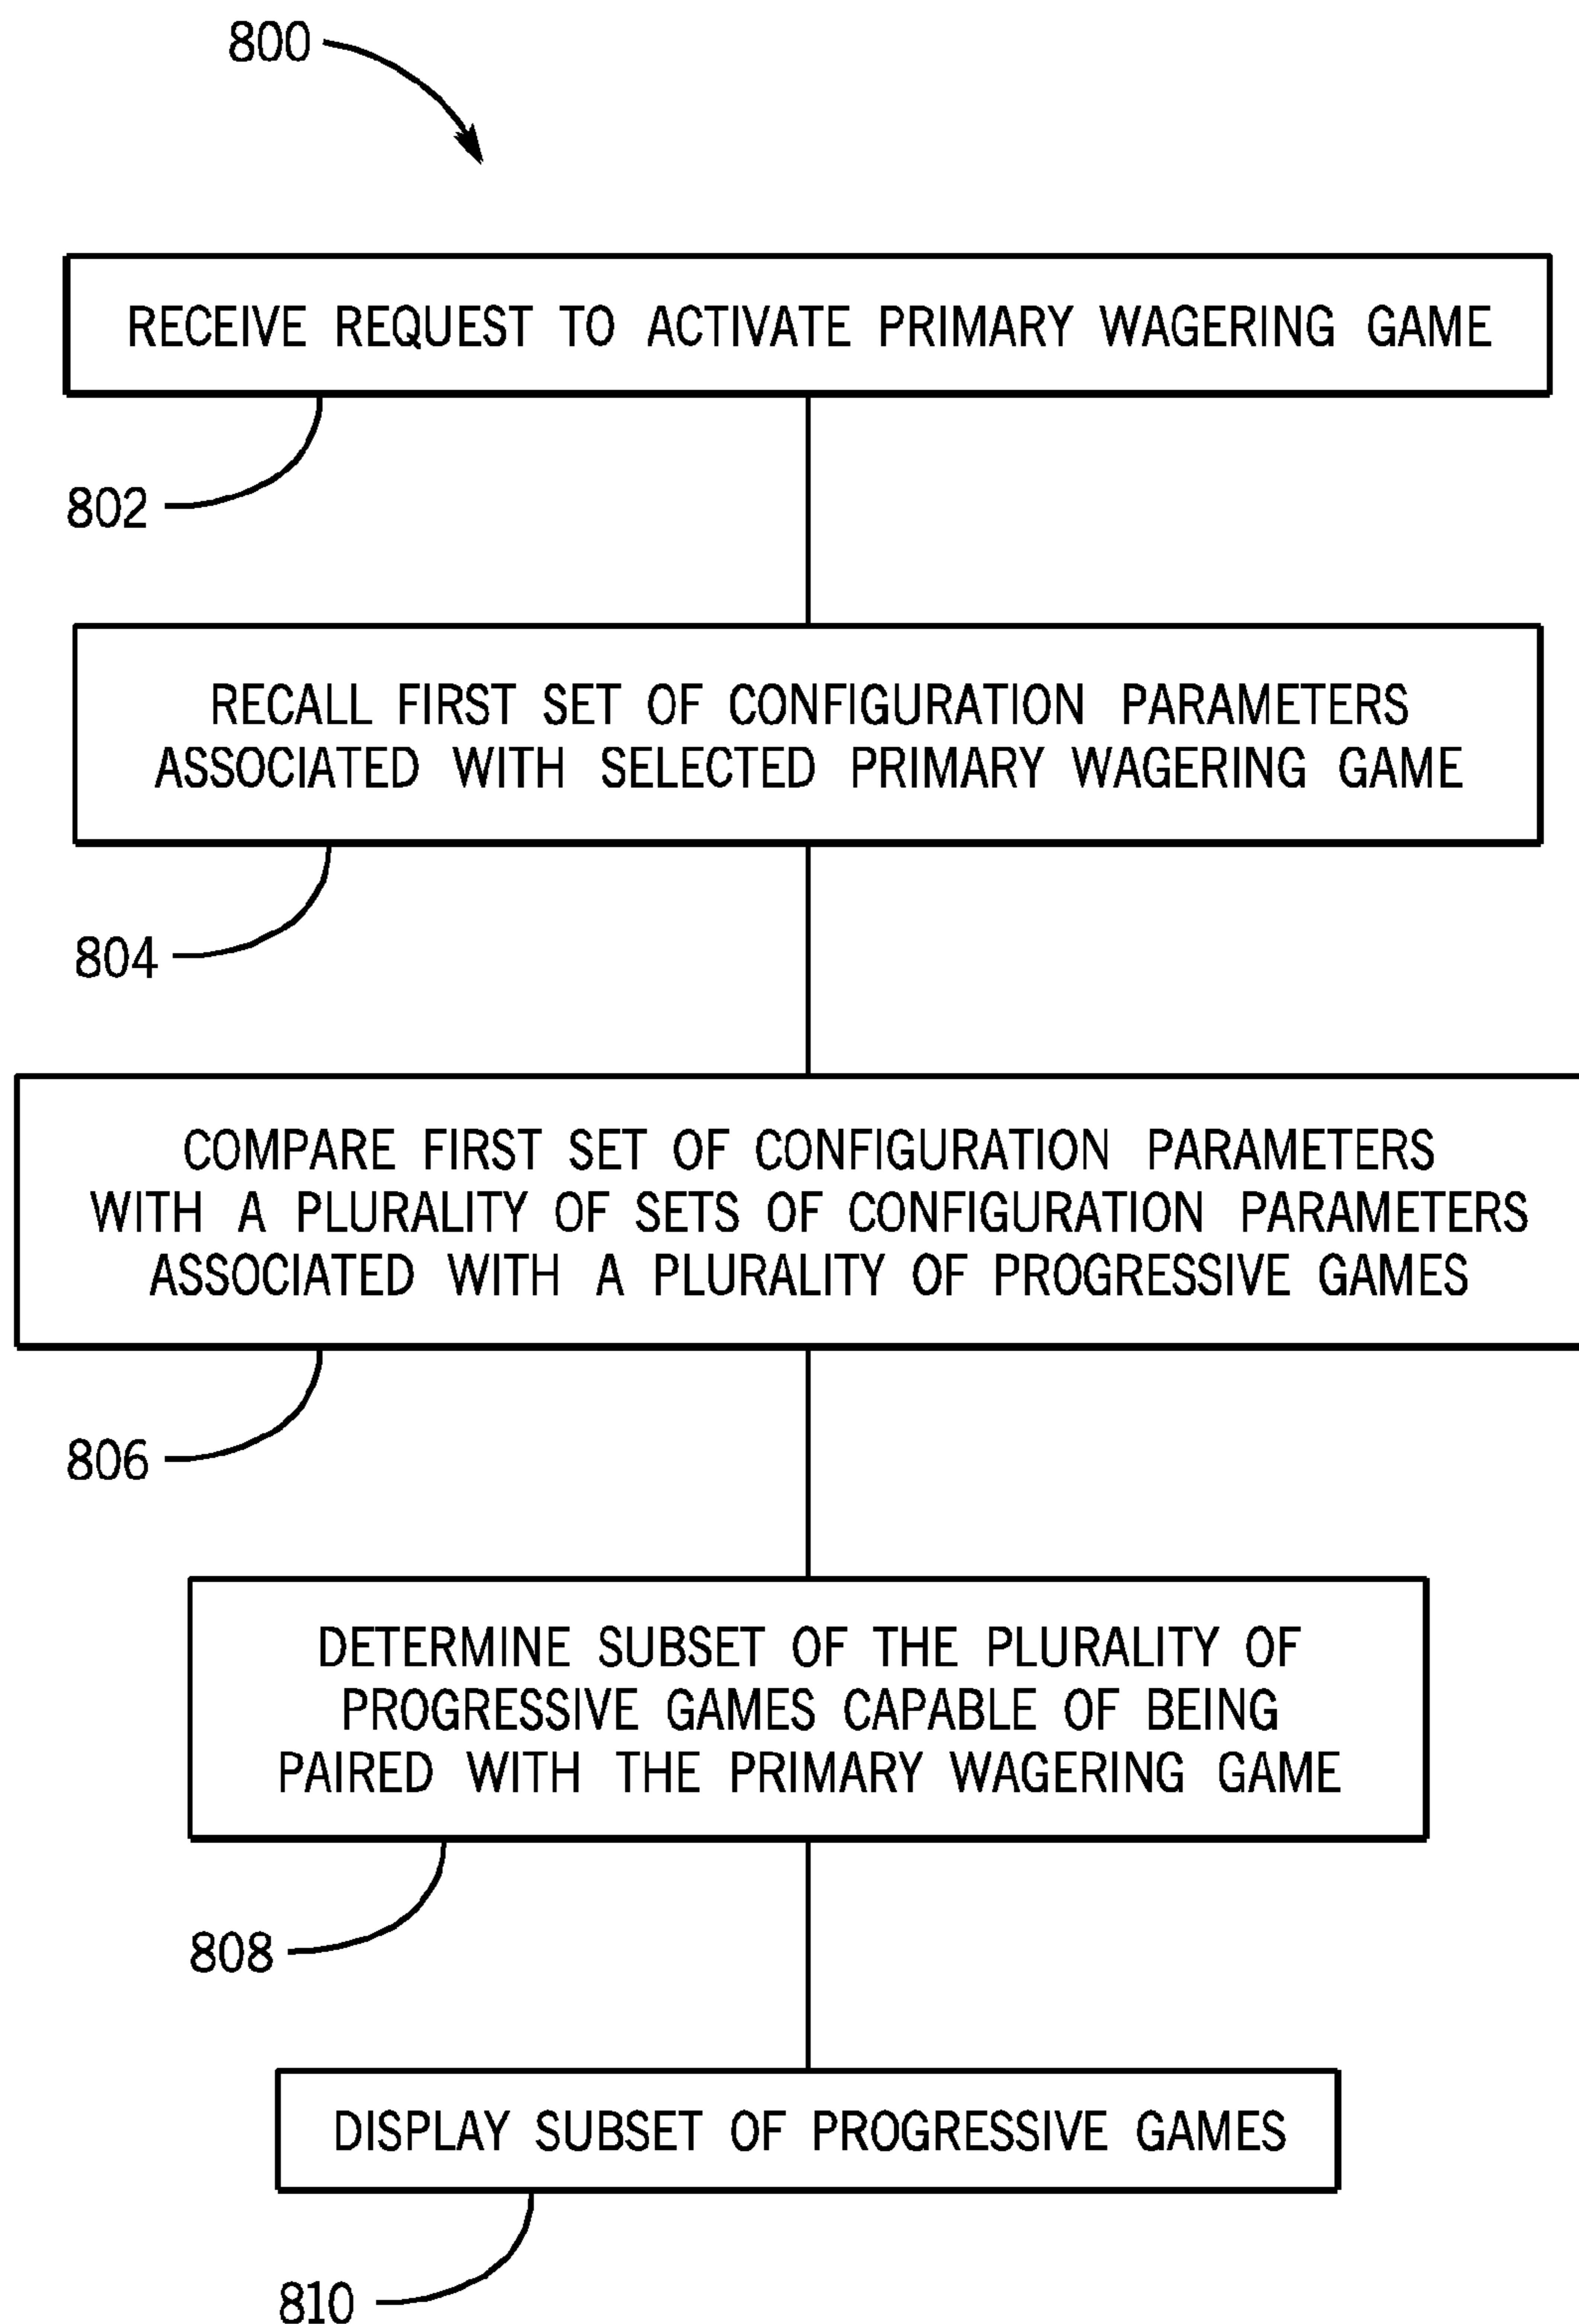 800
RECEIVE REQUEST TO ACTIVATE PRIMARY WAGERING GAME
802
RECALL FIRST SET OF CONFIGURATION PARAMETERS
ASSOCIATED WITH SELECTED PRIMARY WAGERING GAME
804
COMPARE FIRST SET OF CONFIGURATION PARAMETERS
WITH A PLURALITY OF SETS OF CONFIGURATION PARAMETERS
ASSOCIATED WITH A PLURALITY OF PROGRESSIVE GAMES
806
DETERMINE SUBSET OF THE PLURALITY OF
PROGRESSIVE GAMES CAPABLE OF BEING
PAIRED WITH THE PRIMARY WAGERING GAME
808
DISPLAY SUBSET OF PROGRESSIVE GAMES
810